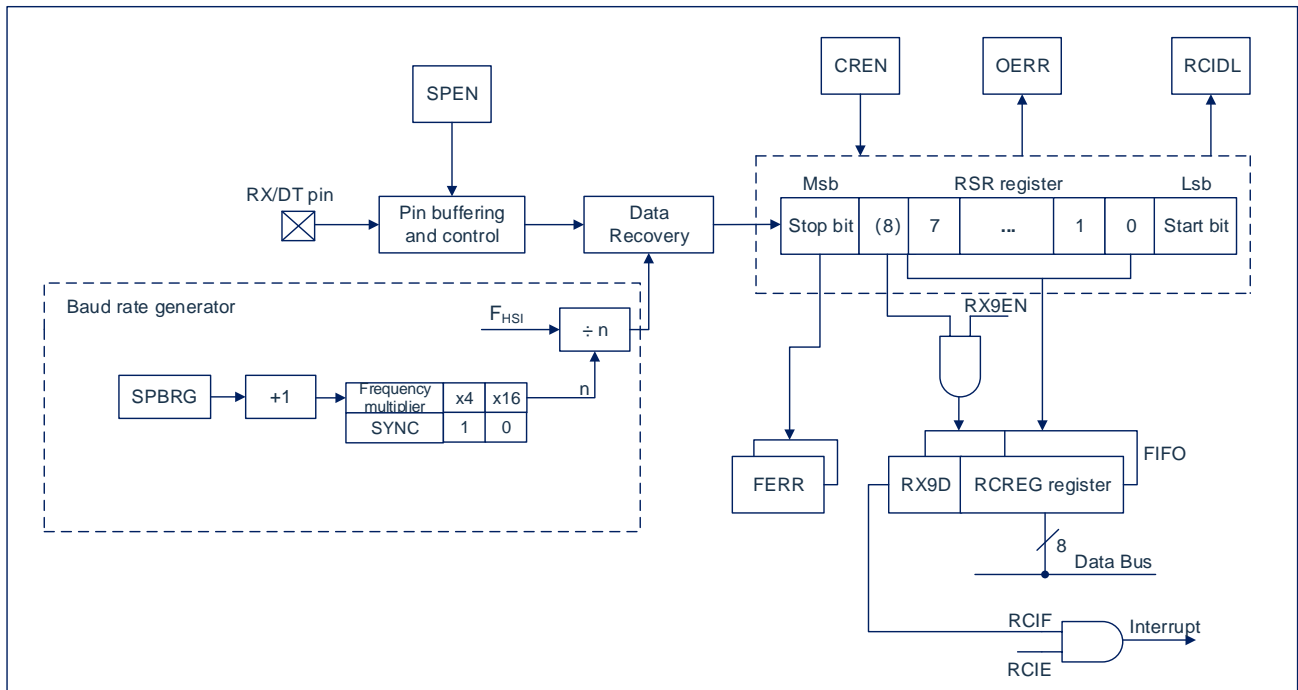 CREN
OERR
RCIDL
SPEN
Msb
RSR register
Lsb
RX/DT pin
Pin buffering
and control
Data
Recovery
Stop bit
(8)
7
...
1
0
Start bit
Baud rate generator
FHSI
÷ n
RX9EN
SPBRG
+1
Frequency
multiplier
x4
x16
n
SYNC
1
0
FERR
RX9D
RCREG register
FIFO
8
Data Bus
RCIF
Interrupt
RCIE